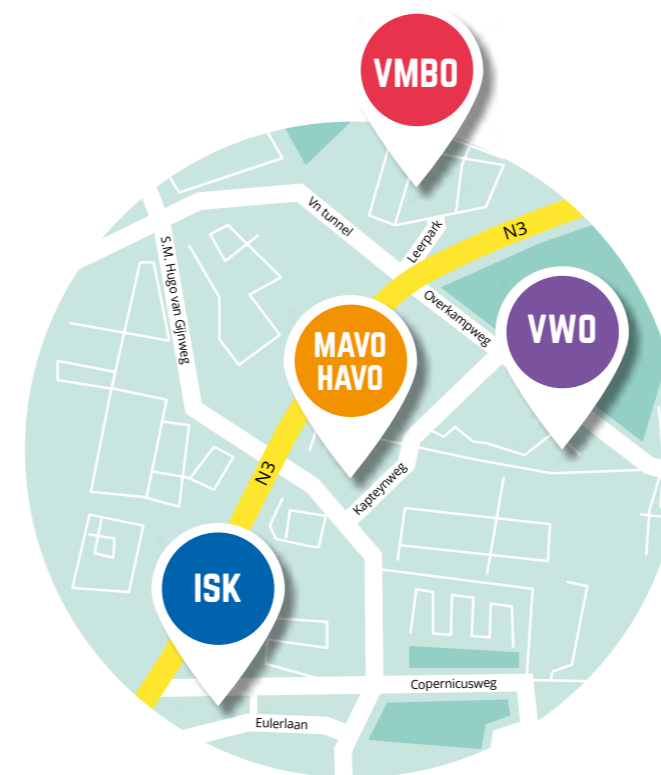 VMBO
Vn tunnel
Leerpark
N3
S.M. Hugo van Gijnweg
Overkampweg
VWO
MAVO
HAVO
N3
Kapteynweg
ISK
Copernicusweg
Eulerlaan